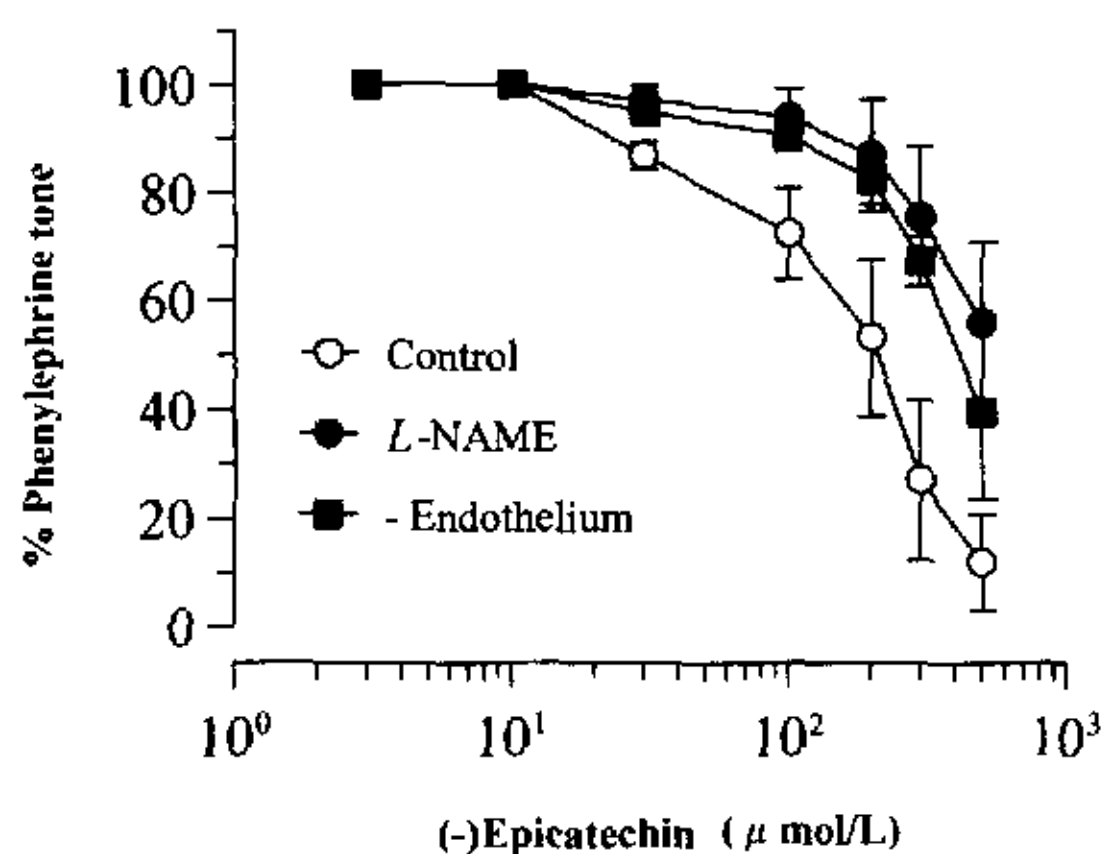 % Phenylephrine tone
100
80
60
40
20
0
Control
L-NAME
- Endothelium
10⁰ 10¹ 10² 10³
(-)Epicatechin ( μ mol/L)